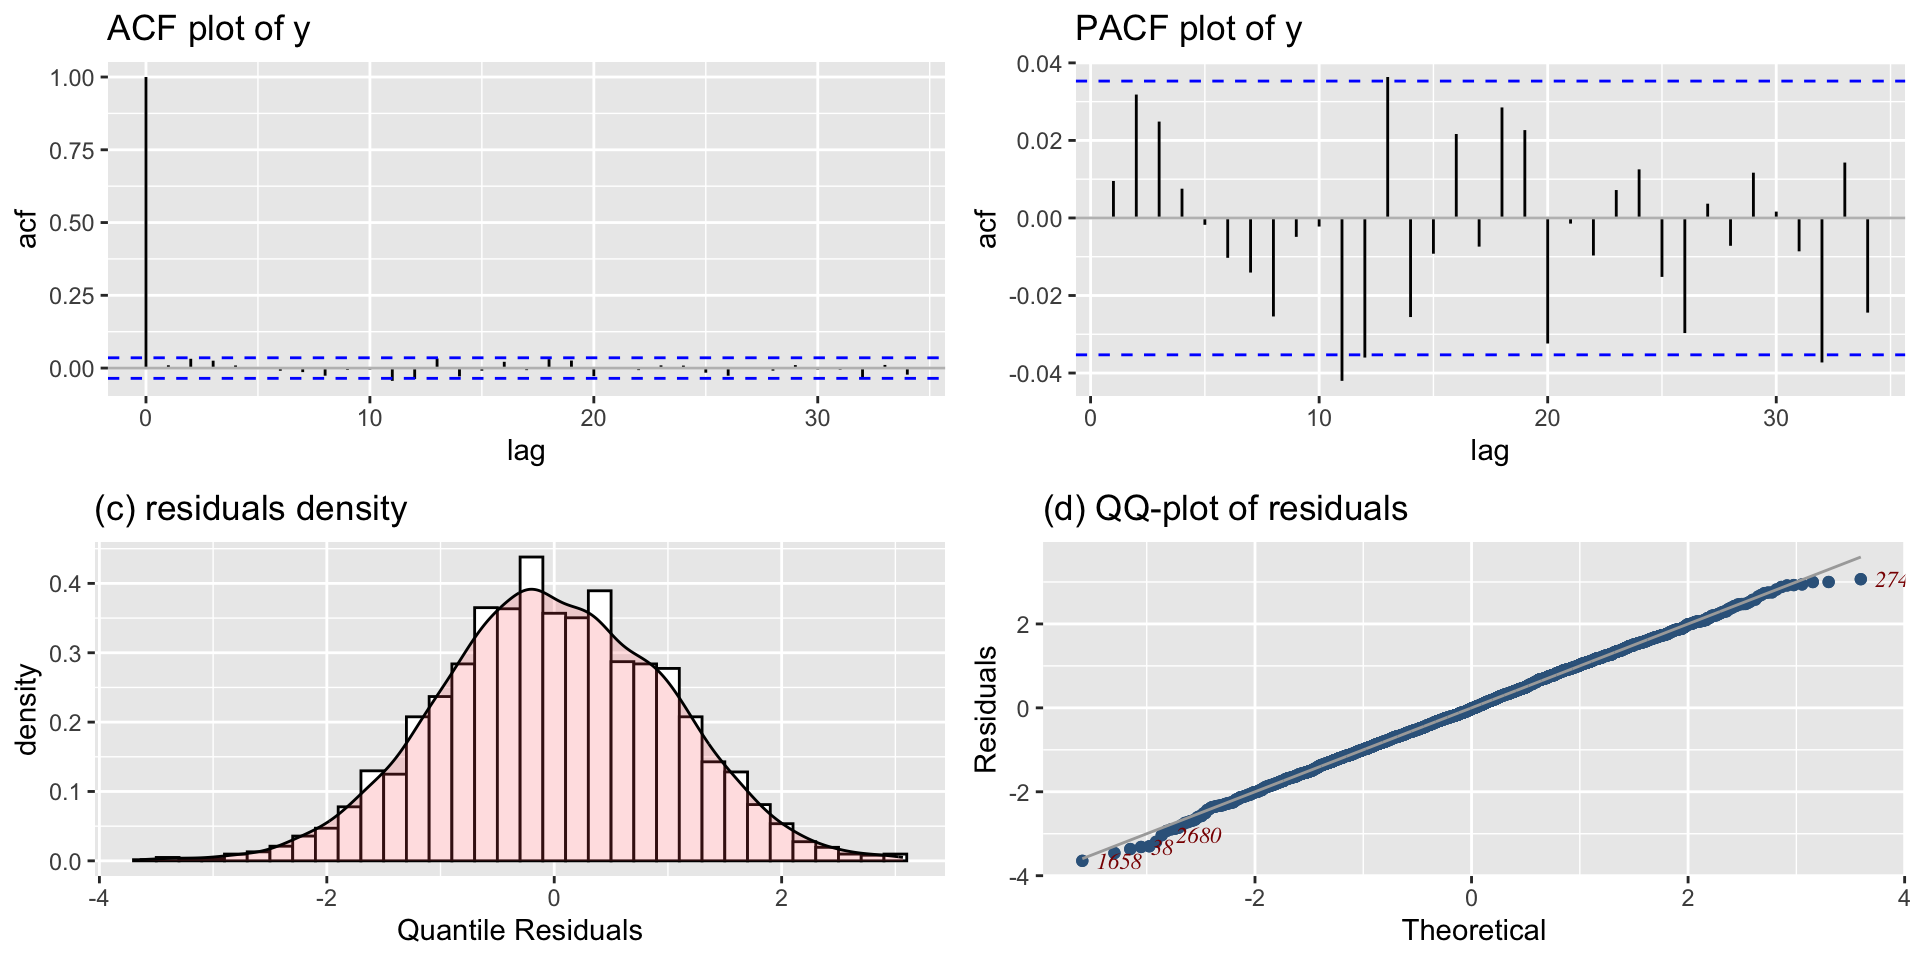 ACF plot of y
1.00
0.75
0.50
0.25
0.00
acf
0 10 20 30
lag
PACF plot of y
0.04
0.02
0.00
-0.02
-0.04
acf
0 10 20 30
lag
(c) residuals density
0.4
0.3
0.2
0.1
0.0
density
-4 -2 0 2
Quantile Residuals
(d) QQ-plot of residuals
2
0
-2
-4
Residuals
274
2680
38
1658
-2 0 2 4
Theoretical